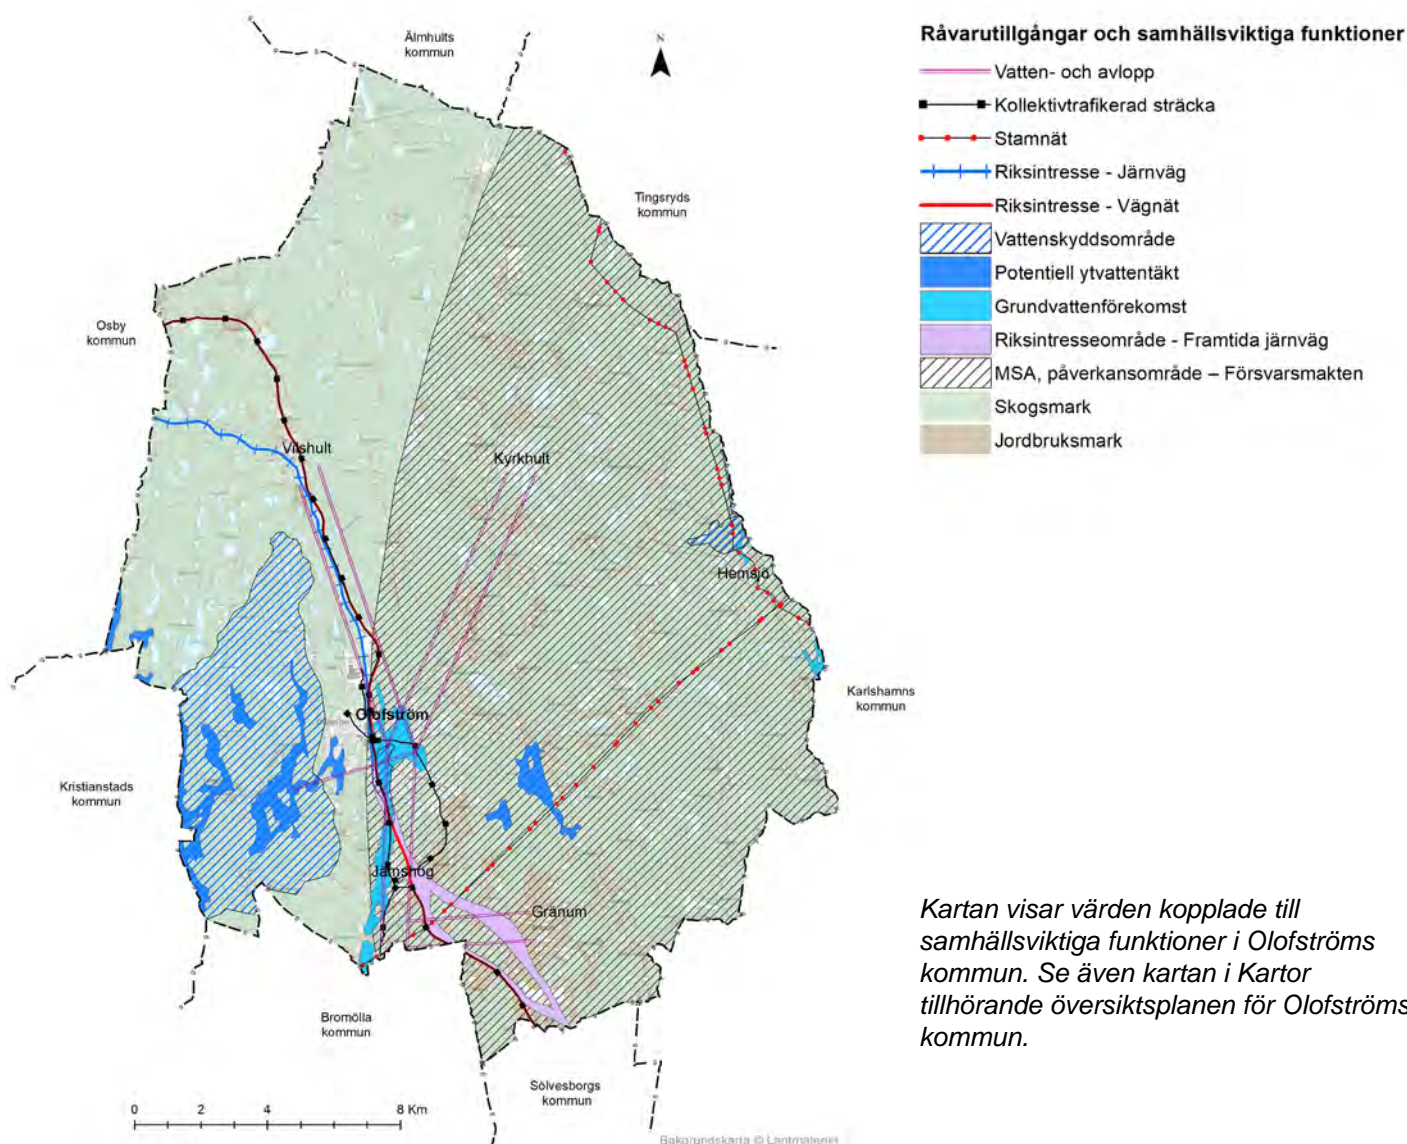 Älmhults
kommun
N
Tingsryds
kommun
Osby
kommun
Vilshult
Kyrkhult
Hemsjö
Olofström
Karlshamns
kommun
Kristianstads
kommun
Jämshög
Gränum
Bromölla
kommun
Sölvesborgs
kommun
0 2 4 8 Km
Bakgrundskarta © Lantmäteriet
Råvarutillgångar och samhällsviktiga funktioner
Vatten- och avlopp
Kollektivtrafikerad sträcka
Stamnät
Riksintresse - Järnväg
Riksintresse - Vägnät
Vattenskyddsområde
Potentiell ytvattentäkt
Grundvattenförekomst
Riksintresseområde - Framtida järnväg
MSA, påverkansområde – Försvarsmakten
Skogsmark
Jordbruksmark
Kartan visar värden kopplade till
samhällsviktiga funktioner i Olofströms
kommun. Se även kartan i Kartor
tillhörande översiktsplanen för Olofströms
kommun.